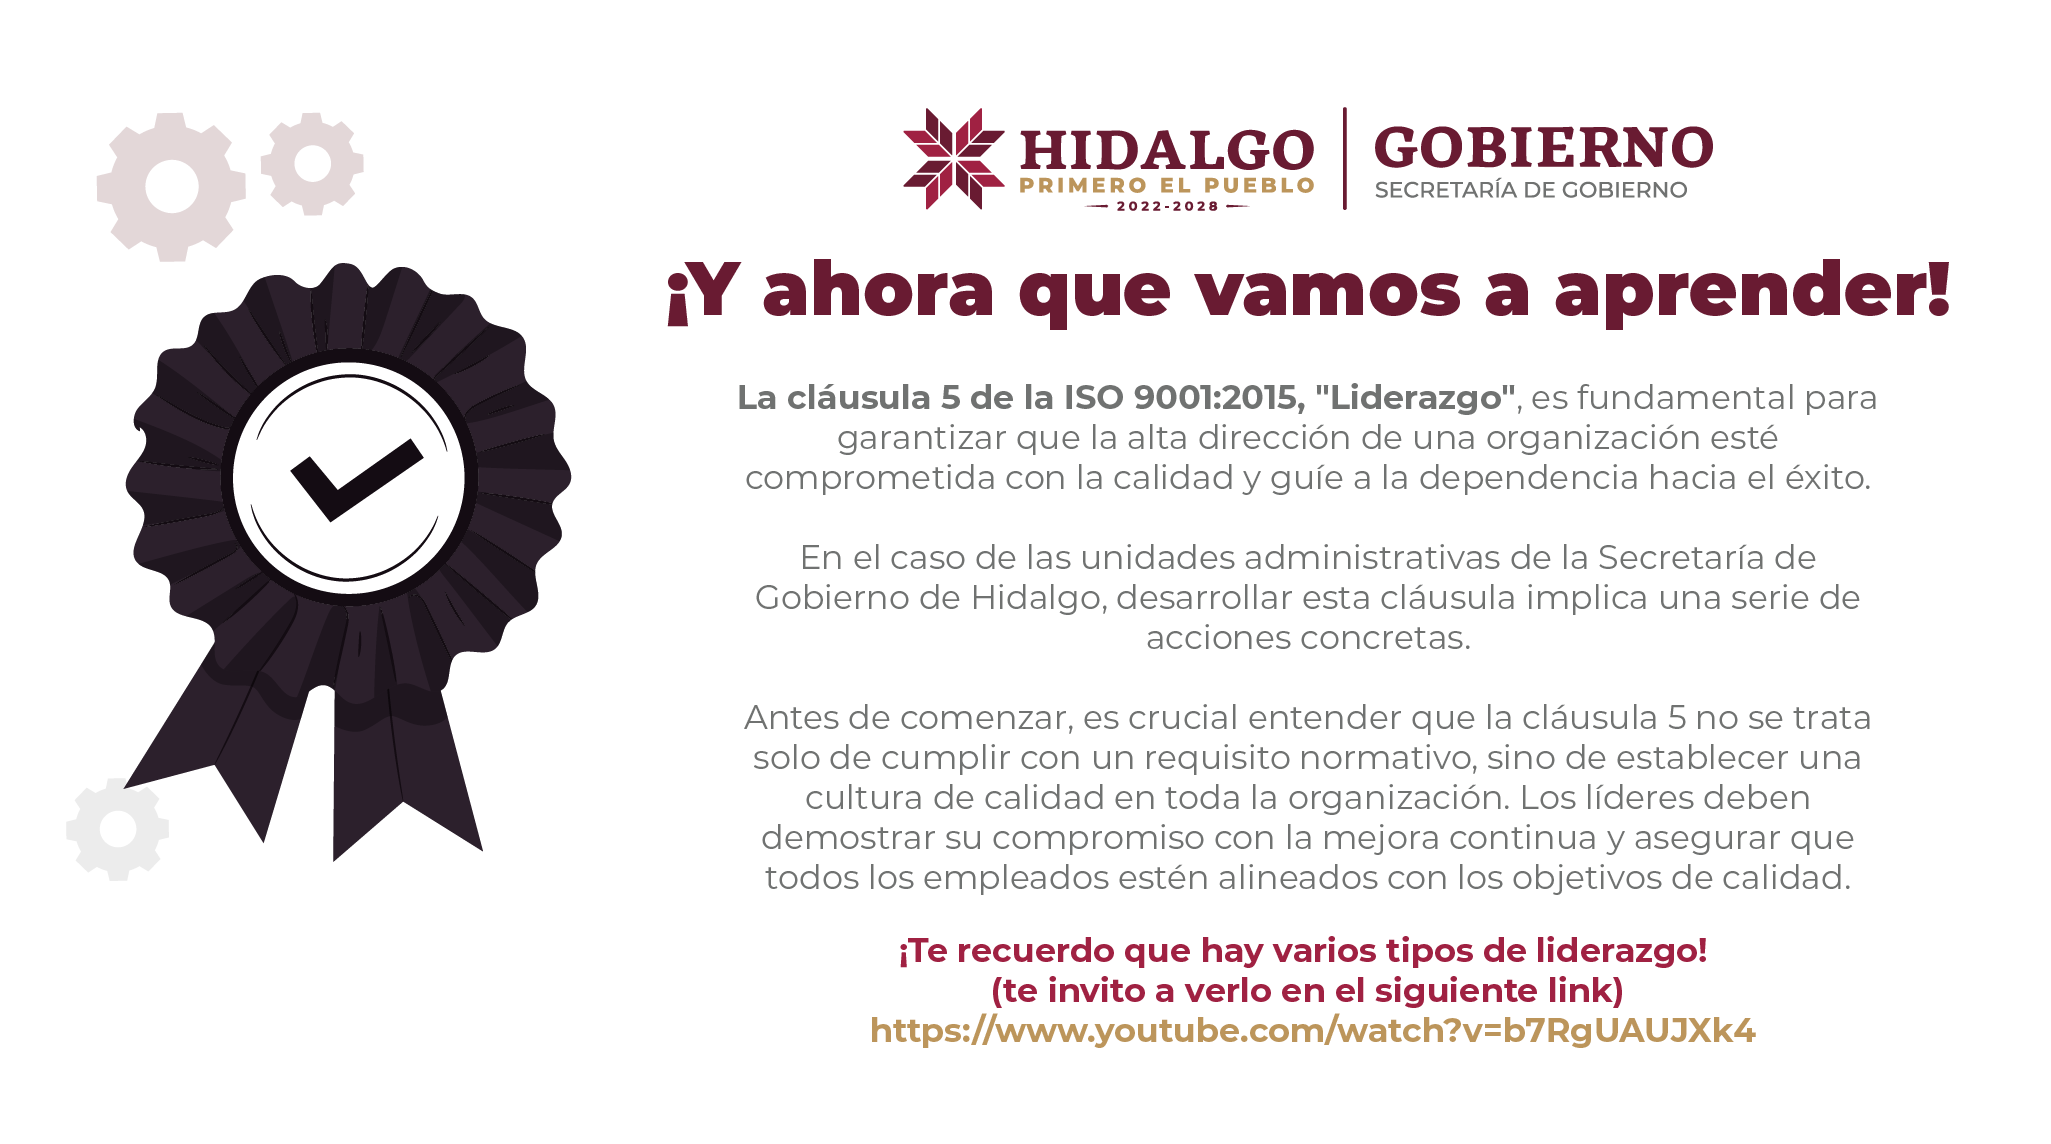 HIDALGO
PRIMERO EL PUEBLO
2022-2028
GOBIERNO
SECRETARÍA DE GOBIERNO
¡Y ahora que vamos a aprender!
La cláusula 5 de la ISO 9001:2015, "Liderazgo", es fundamental para
garantizar que la alta dirección de una organización esté
comprometida con la calidad y guíe a la dependencia hacia el éxito.
En el caso de las unidades administrativas de la Secretaría de
Gobierno de Hidalgo, desarrollar esta cláusula implica una serie de
acciones concretas.
Antes de comenzar, es crucial entender que la cláusula 5 no se trata
solo de cumplir con un requisito normativo, sino de establecer una
cultura de calidad en toda la organización. Los líderes deben
demostrar su compromiso con la mejora continua y asegurar que
todos los empleados estén alineados con los objetivos de calidad.
¡Te recuerdo que hay varios tipos de liderazgo!
(te invito a verlo en el siguiente link)
https://www.youtube.com/watch?v=b7RgUAUJXk4